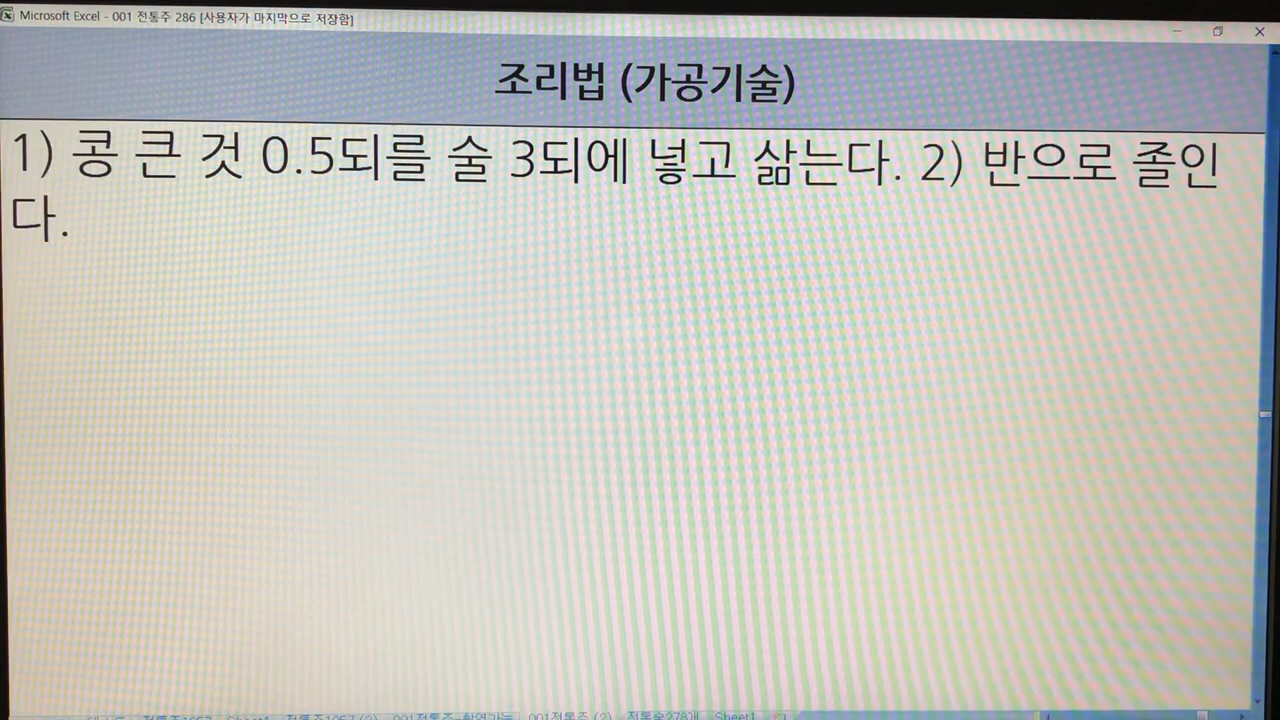 Microsoft Excel - 001 전통주 286 [사용자가 마지막으로 저장함]
조리법 (가공기술)
1) 콩 큰 것 0.5되를 술 3되에 넣고 삶는다. 2) 반으로 졸인
다.
Sheet1